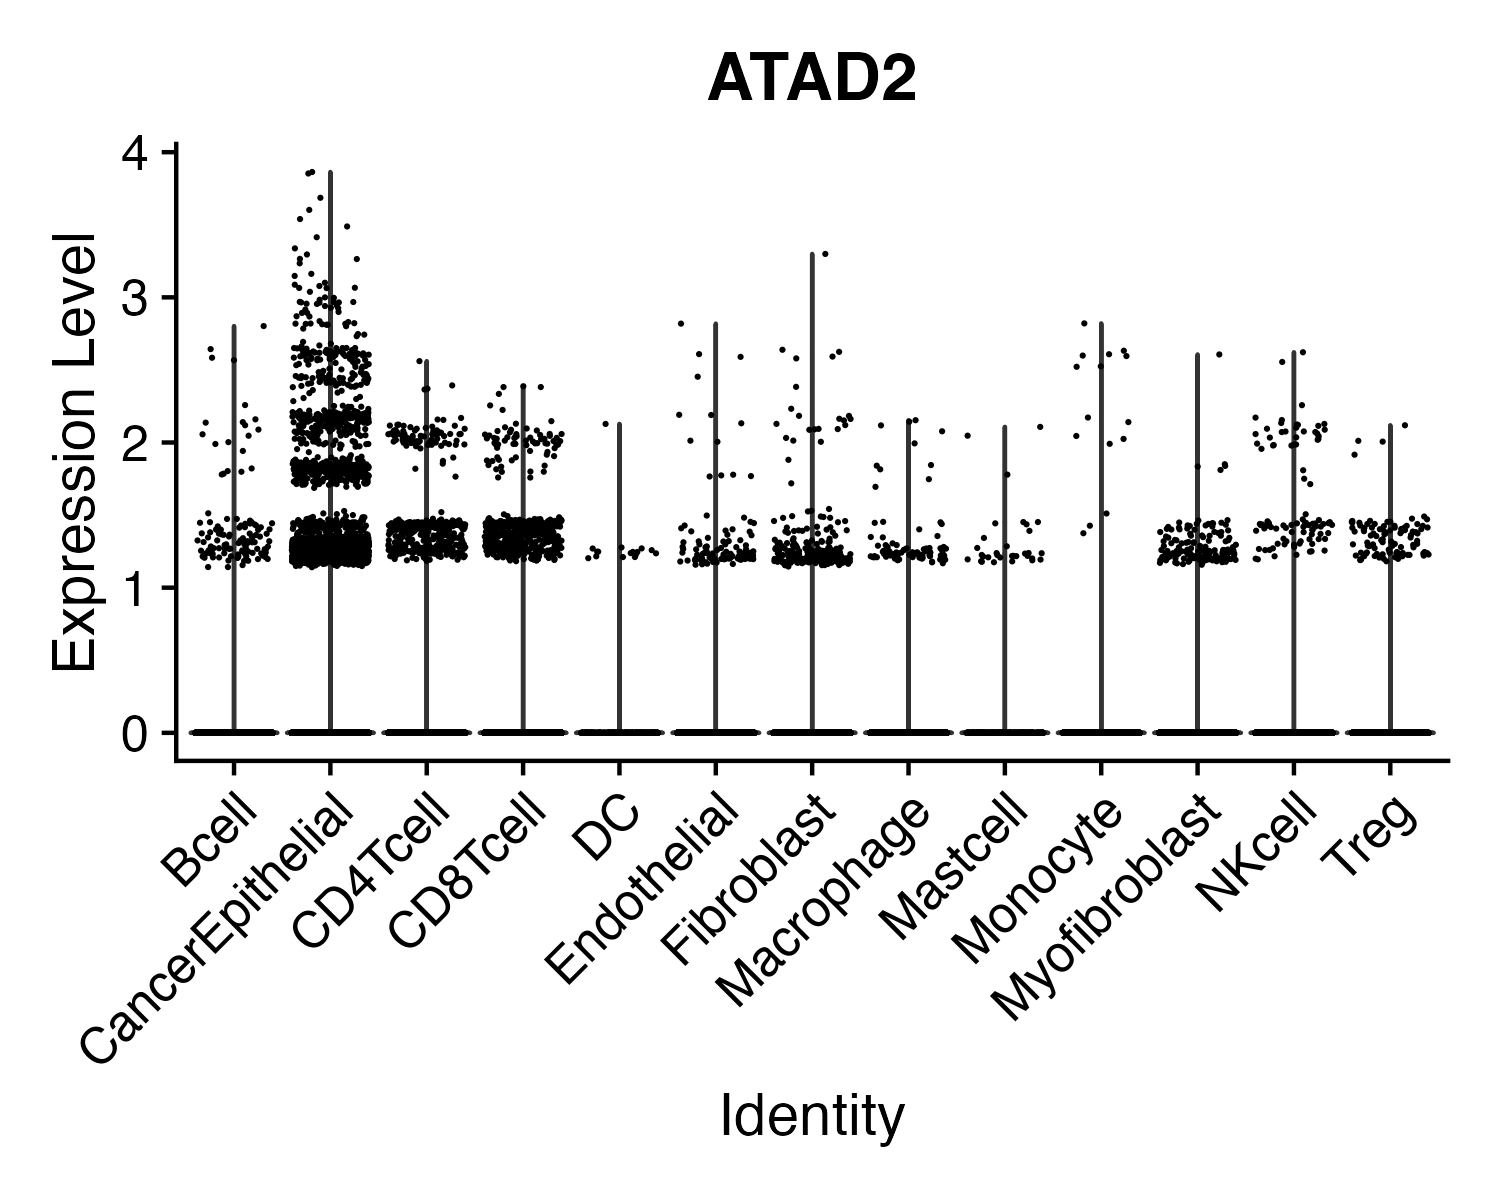 ATAD2
Expression Level
4
3
2
1
0
Bcell
CancerEpithelial
CD4Tcell
CD8Tcell
DC
Endothelial
Fibroblast
Macrophage
Mastcell
Monocyte
Myofibroblast
NKcell
Treg
Identity